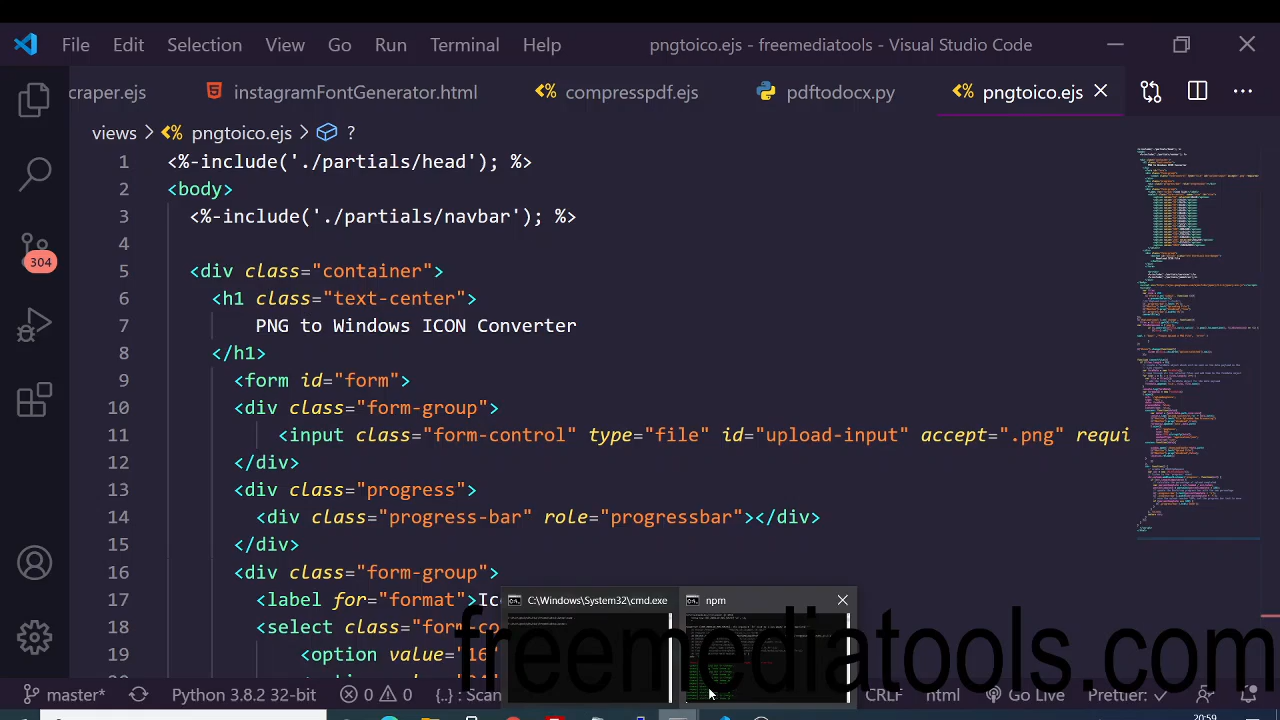 File Edit Selection View Go Run Terminal Help pngtoico.ejs - freemediatools - Visual Studio Code
craper.ejs instagramFontGenerator.html compresspdf.ejs pdftodocx.py pngtoico.ejs
views > pngtoico.ejs > ?
1 <%-include('./partials/head'); %>
2 <body>
3 <%-include('./partials/navbar'); %>
4
304
5 <div class="container">
6 <h1 class="text-center">
7 PNG to Windows ICO Converter
8 </h1>
9 <form id="form">
10 <div class="form-group">
11 <input class="form-control" type="file" id="upload-input" accept=".png" requi
12 </div>
13 <div class="progress">
14 <div class="progress-bar" role="progressbar"></div>
15 </div>
16 <div class="form-group">
17 <label for="format">Ic
18 <select class="form-co
19 <option value="
C:\Windows\System32\cmd.exe npm
freemediatools.com
master* Python 3.8.3 32-bit 0 Scan CRLF html Go Live Prettier
20:59